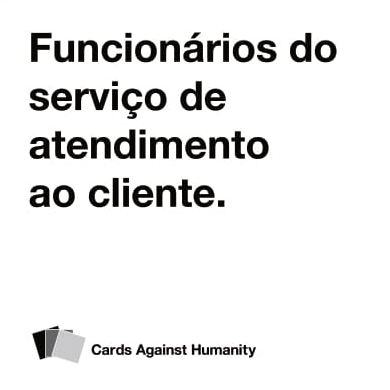 Funcionários do
serviço de
atendimento
ao cliente.
Cards Against Humanity